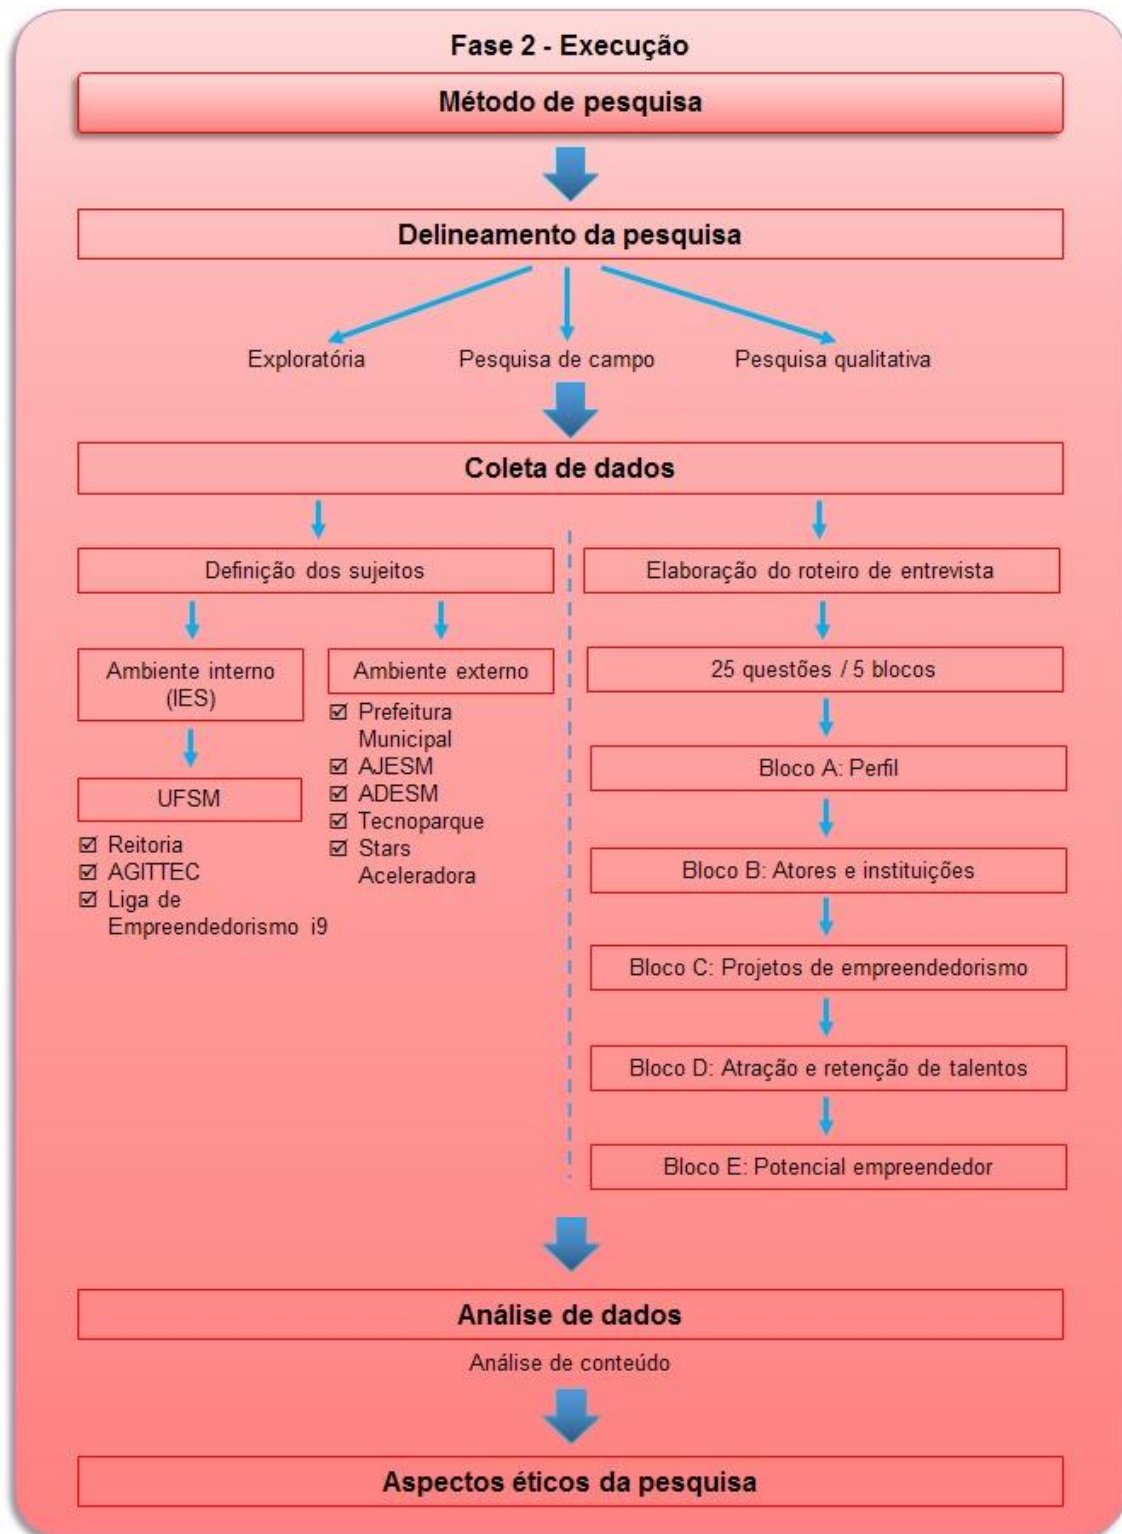 Fase 2 - Execução
Método de pesquisa
Delineamento da pesquisa
Exploratória
Pesquisa de campo
Pesquisa qualitativa
Coleta de dados
Definição dos sujeitos
Ambiente interno
(IES)
UFSM
☑ Reitoria
☑ AGITTEC
☑ Liga de
Empreendedorismo i9
Ambiente externo
☑ Prefeitura
Municipal
☑ AJESM
☑ ADESM
☑ Tecnoparque
☑ Stars
Aceleradora
Elaboração do roteiro de entrevista
25 questões / 5 blocos
Bloco A: Perfil
Bloco B: Atores e instituições
Bloco C: Projetos de empreendedorismo
Bloco D: Atração e retenção de talentos
Bloco E: Potencial empreendedor
Análise de dados
Análise de conteúdo
Aspectos éticos da pesquisa